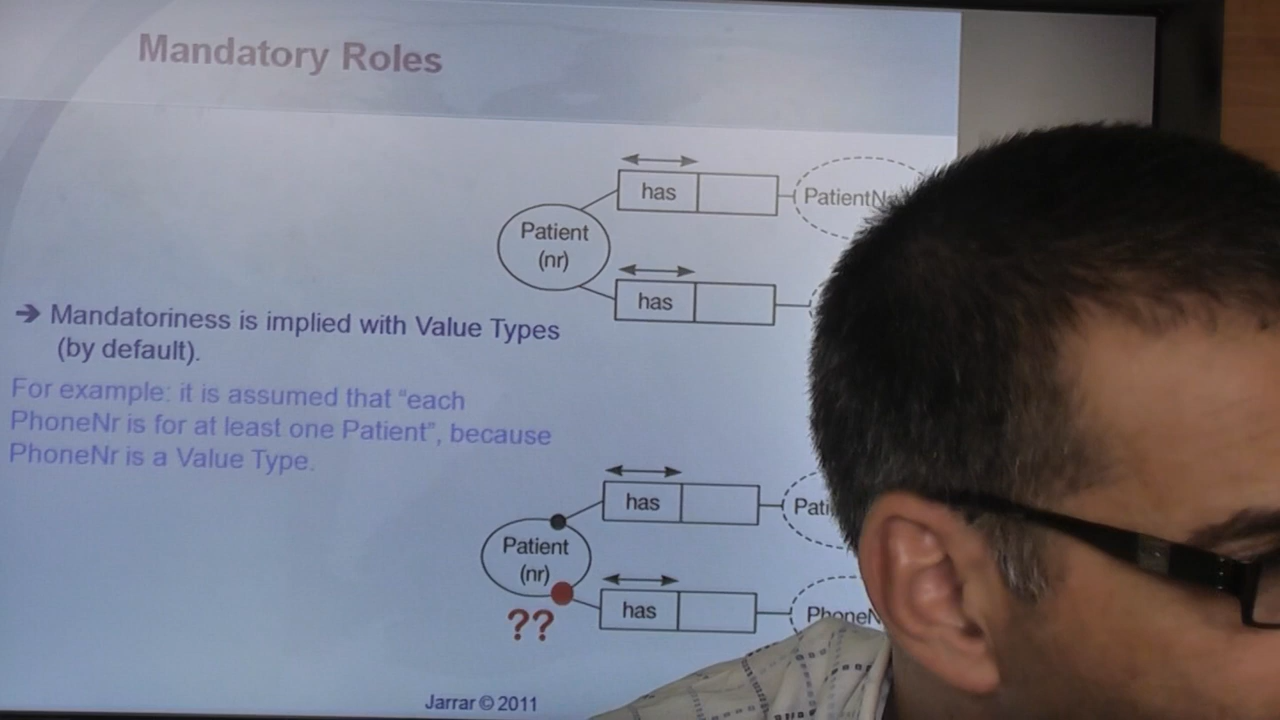 Mandatory Roles
has
Patient
(nr)
has
➔ Mandatoriness is implied with Value Types
(by default).
For example: it is assumed that “each
PhoneNr is for at least one Patient”, because
PhoneNr is a Value Type.
has
Patient
(nr)
??
has
Jarrar © 2011